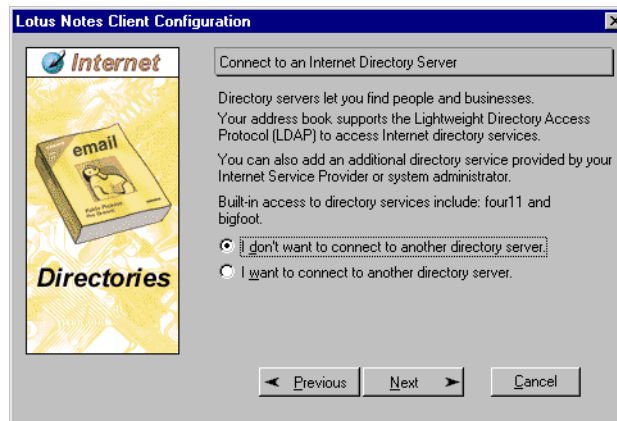 Lotus Notes Client Configuration
Internet
email
Directories
Connect to an Internet Directory Server
Directory servers let you find people and businesses.
Your address book supports the Lightweight Directory Access
Protocol (LDAP) to access Internet directory services.
You can also add an additional directory service provided by your
Internet Service Provider or system administrator.
Built-in access to directory services include: four11 and
bigfoot.
I don't want to connect to another directory server.
I want to connect to another directory server.
Previous
Next
Cancel